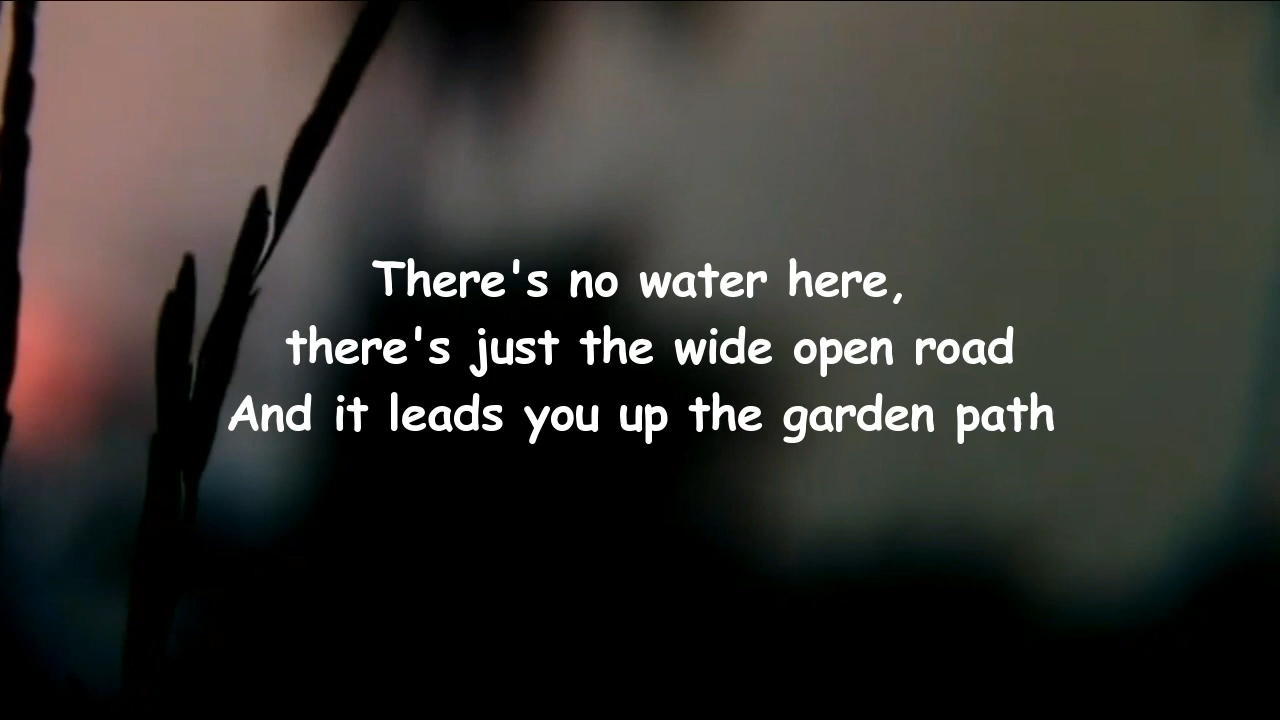 There's no water here,
there's just the wide open road
And it leads you up the garden path